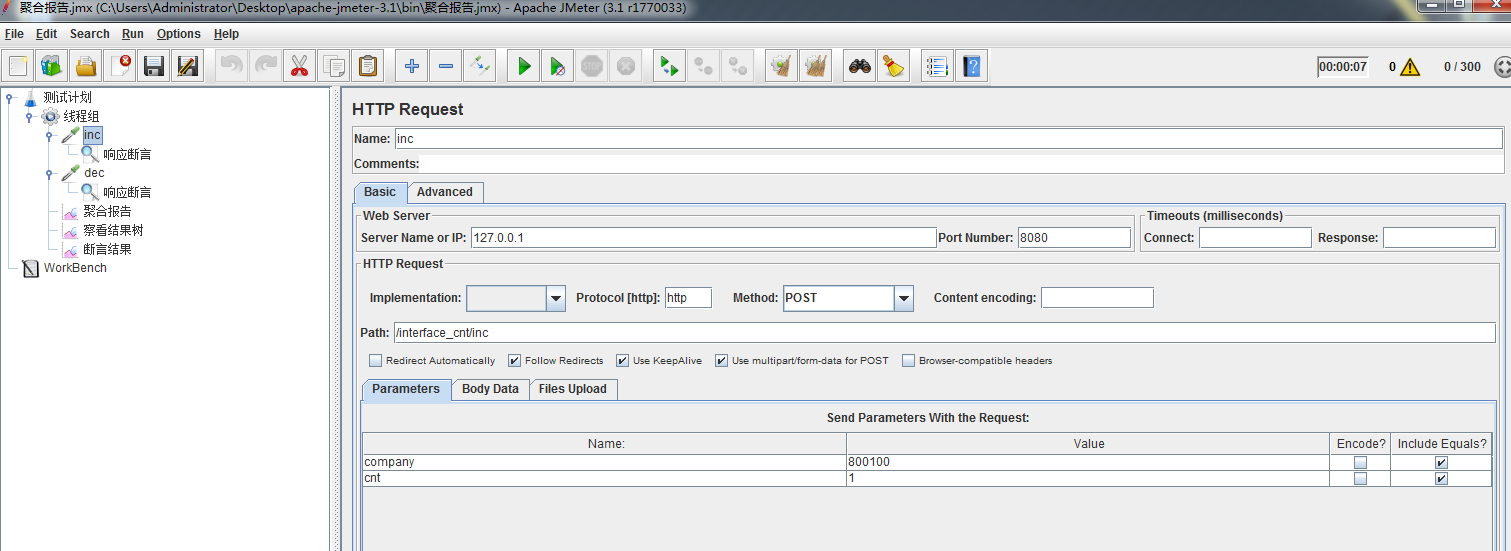 聚合报告.jmx (C:\Users\Administrator\Desktop\apache-jmeter-3.1\bin\聚合报告.jmx) - Apache JMeter (3.1 r1770033)
File Edit Search Run Options Help
00:00:07 0 0 / 300
测试计划
线程组
inc
响应断言
dec
响应断言
聚合报告
察看结果树
断言结果
WorkBench
HTTP Request
Name: inc
Comments:
Basic Advanced
Web Server Timeouts (milliseconds)
Server Name or IP: 127.0.0.1 Port Number: 8080 Connect: Response:
HTTP Request
Implementation: Protocol [http]: http Method: POST Content encoding:
Path: /interface_cnt/inc
Redirect Automatically Follow Redirects Use KeepAlive Use multipart/form-data for POST Browser-compatible headers
Parameters Body Data Files Upload
Send Parameters With the Request:
Name: Value Encode? Include Equals?
company 800100
cnt 1